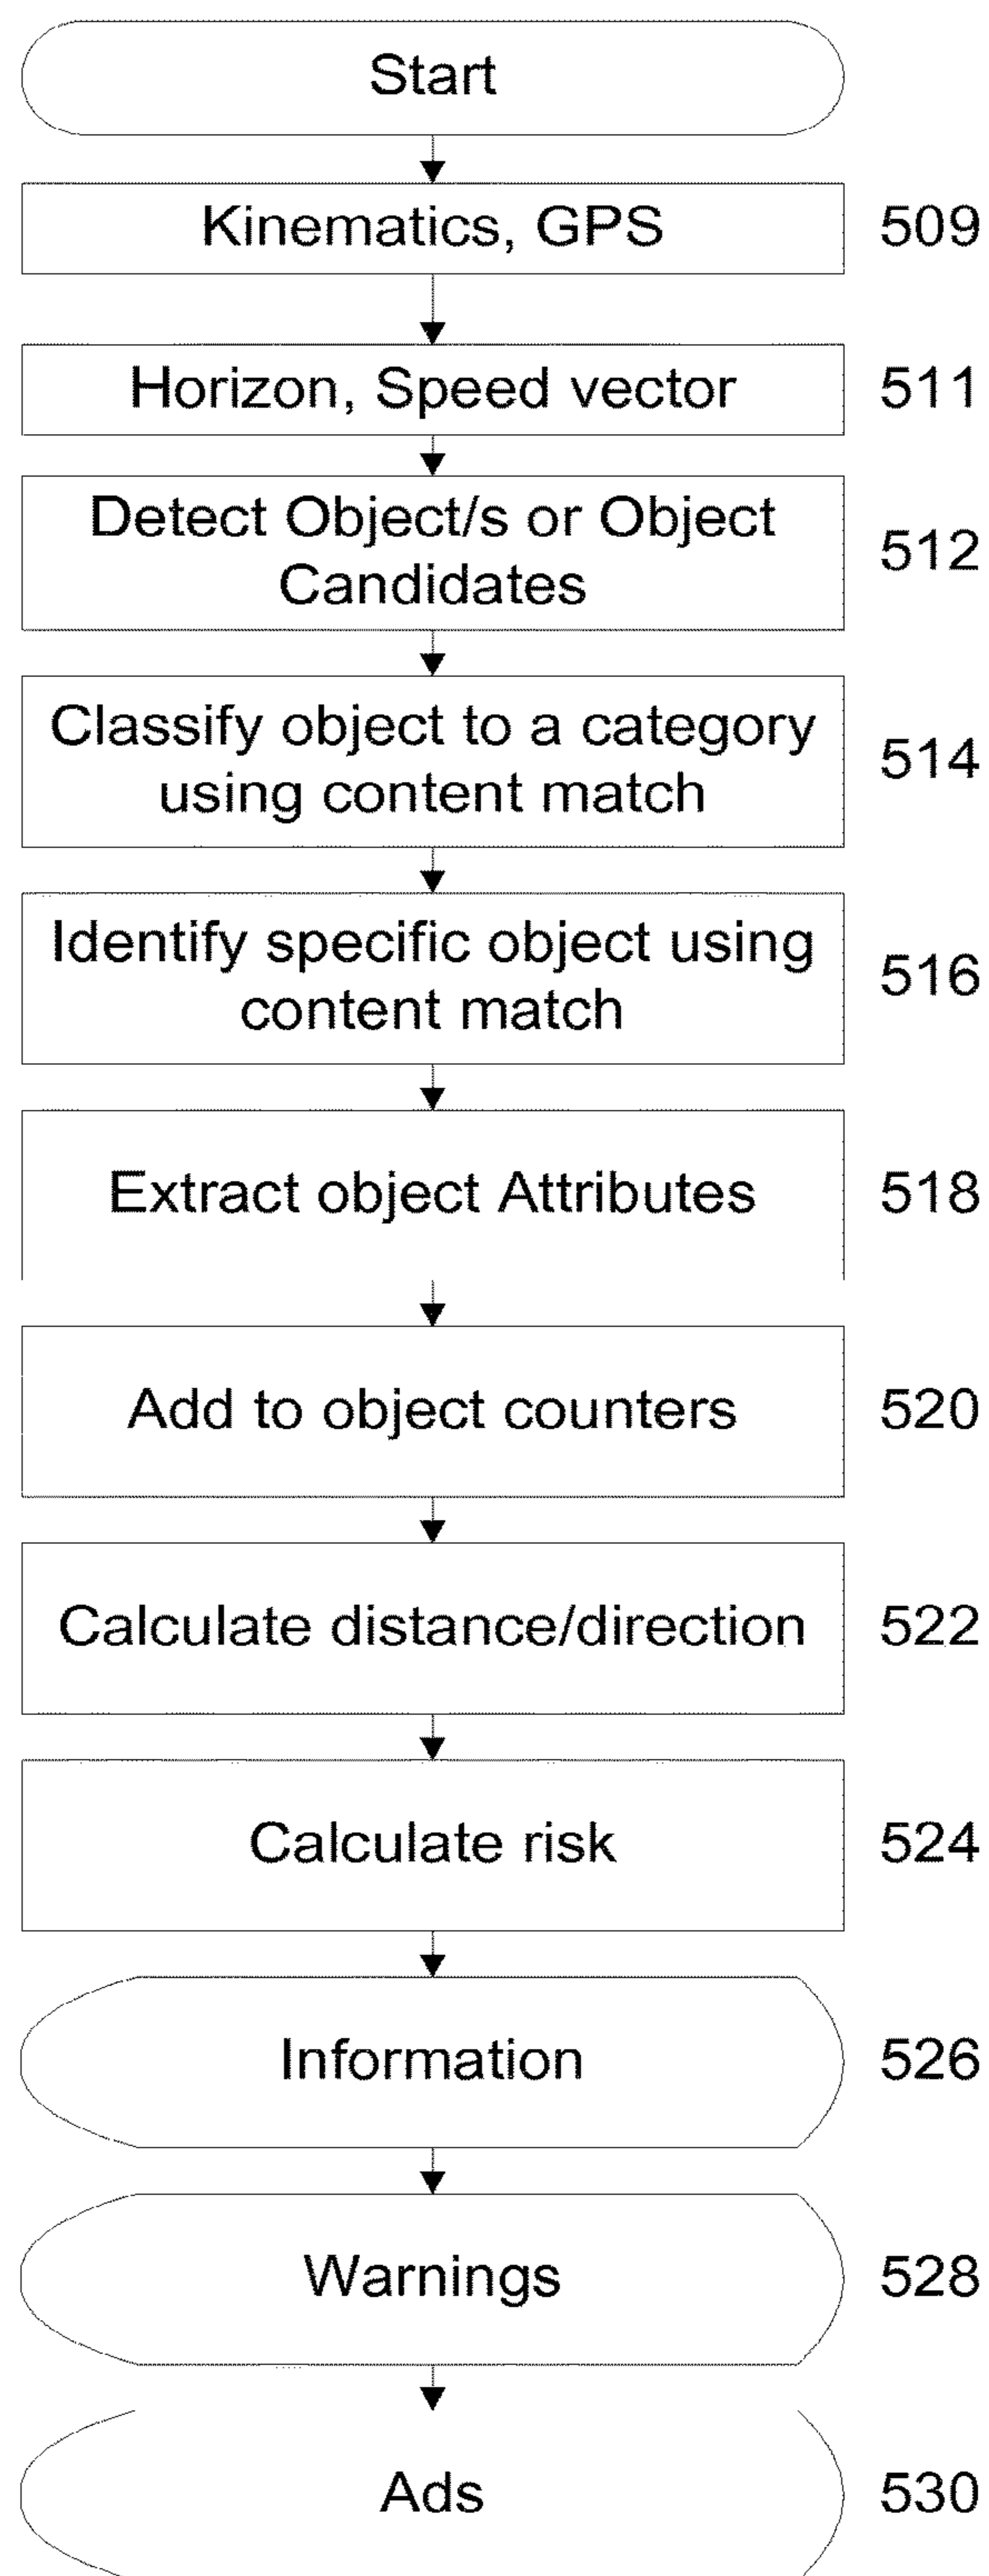 Start
Kinematics, GPS 509
Horizon, Speed vector 511
Detect Object/s or Object
Candidates
512
Classify object to a category
using content match
514
Identify specific object using
content match
516
Extract object Attributes 518
Add to object counters 520
Calculate distance/direction 522
Calculate risk 524
Information 526
Warnings 528
Ads 530